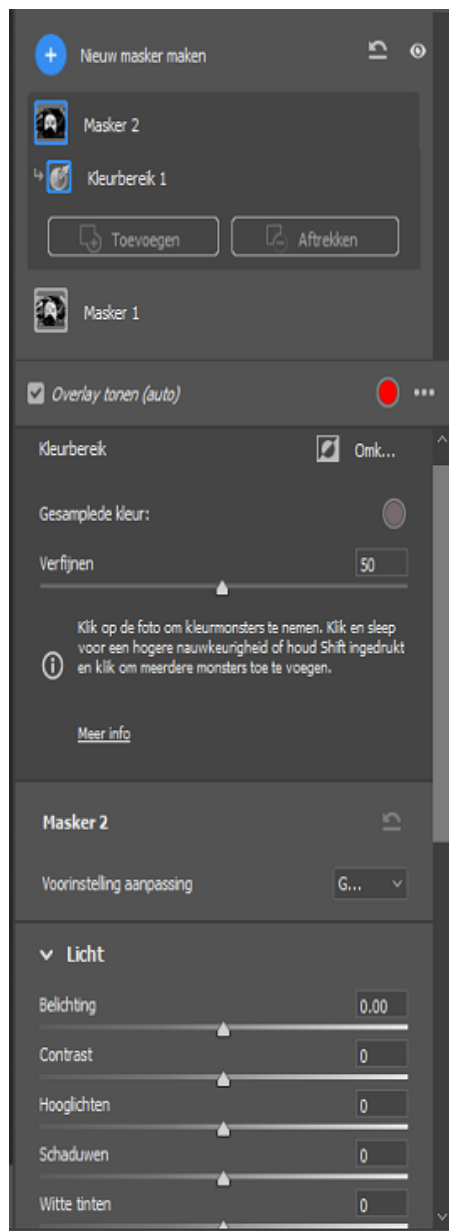 Nieuw masker maken
Masker 2
Kleurbereik 1
Toevoegen Aftrekken
Masker 1
Overlay tonen (auto)
Kleurbereik Omk...
Gesamplede kleur:
Verfijnen 50
Klik op de foto om kleurmonsters te nemen. Klik en sleep
voor een hogere nauwkeurigheid of houd Shift ingedrukt
en klik om meerdere monsters toe te voegen.
Meer info
Masker 2
Voorinstelling aanpassing G...
Licht
Belichting 0.00
Contrast 0
Hooglichten 0
Schaduwen 0
Witte tinten 0